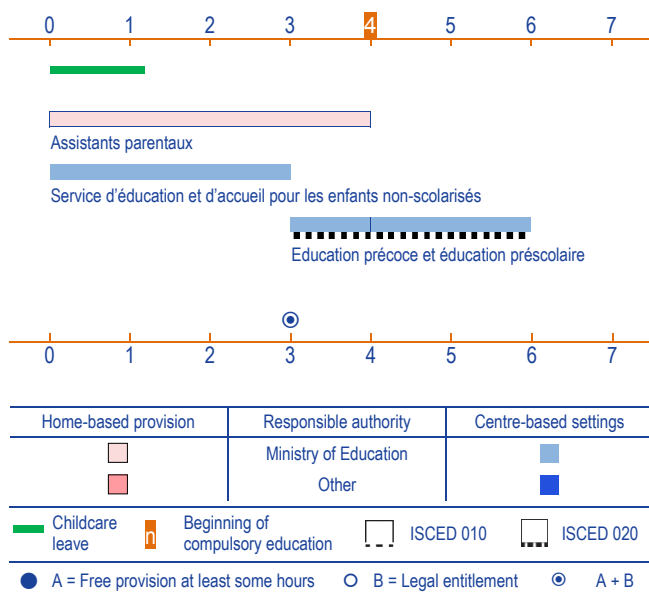 0 1 2 3 4 5 6 7
Assistants parentaux
Service d'éducation et d'accueil pour les enfants non-scolarisés
Education précoce et éducation préscolaire
0 1 2 3 4 5 6 7
Home-based provision Responsible authority Centre-based settings
Ministry of Education
Other
Childcare
leave
n
Beginning of
compulsory education
ISCED 010
ISCED 020
A = Free provision at least some hours B = Legal entitlement A + B